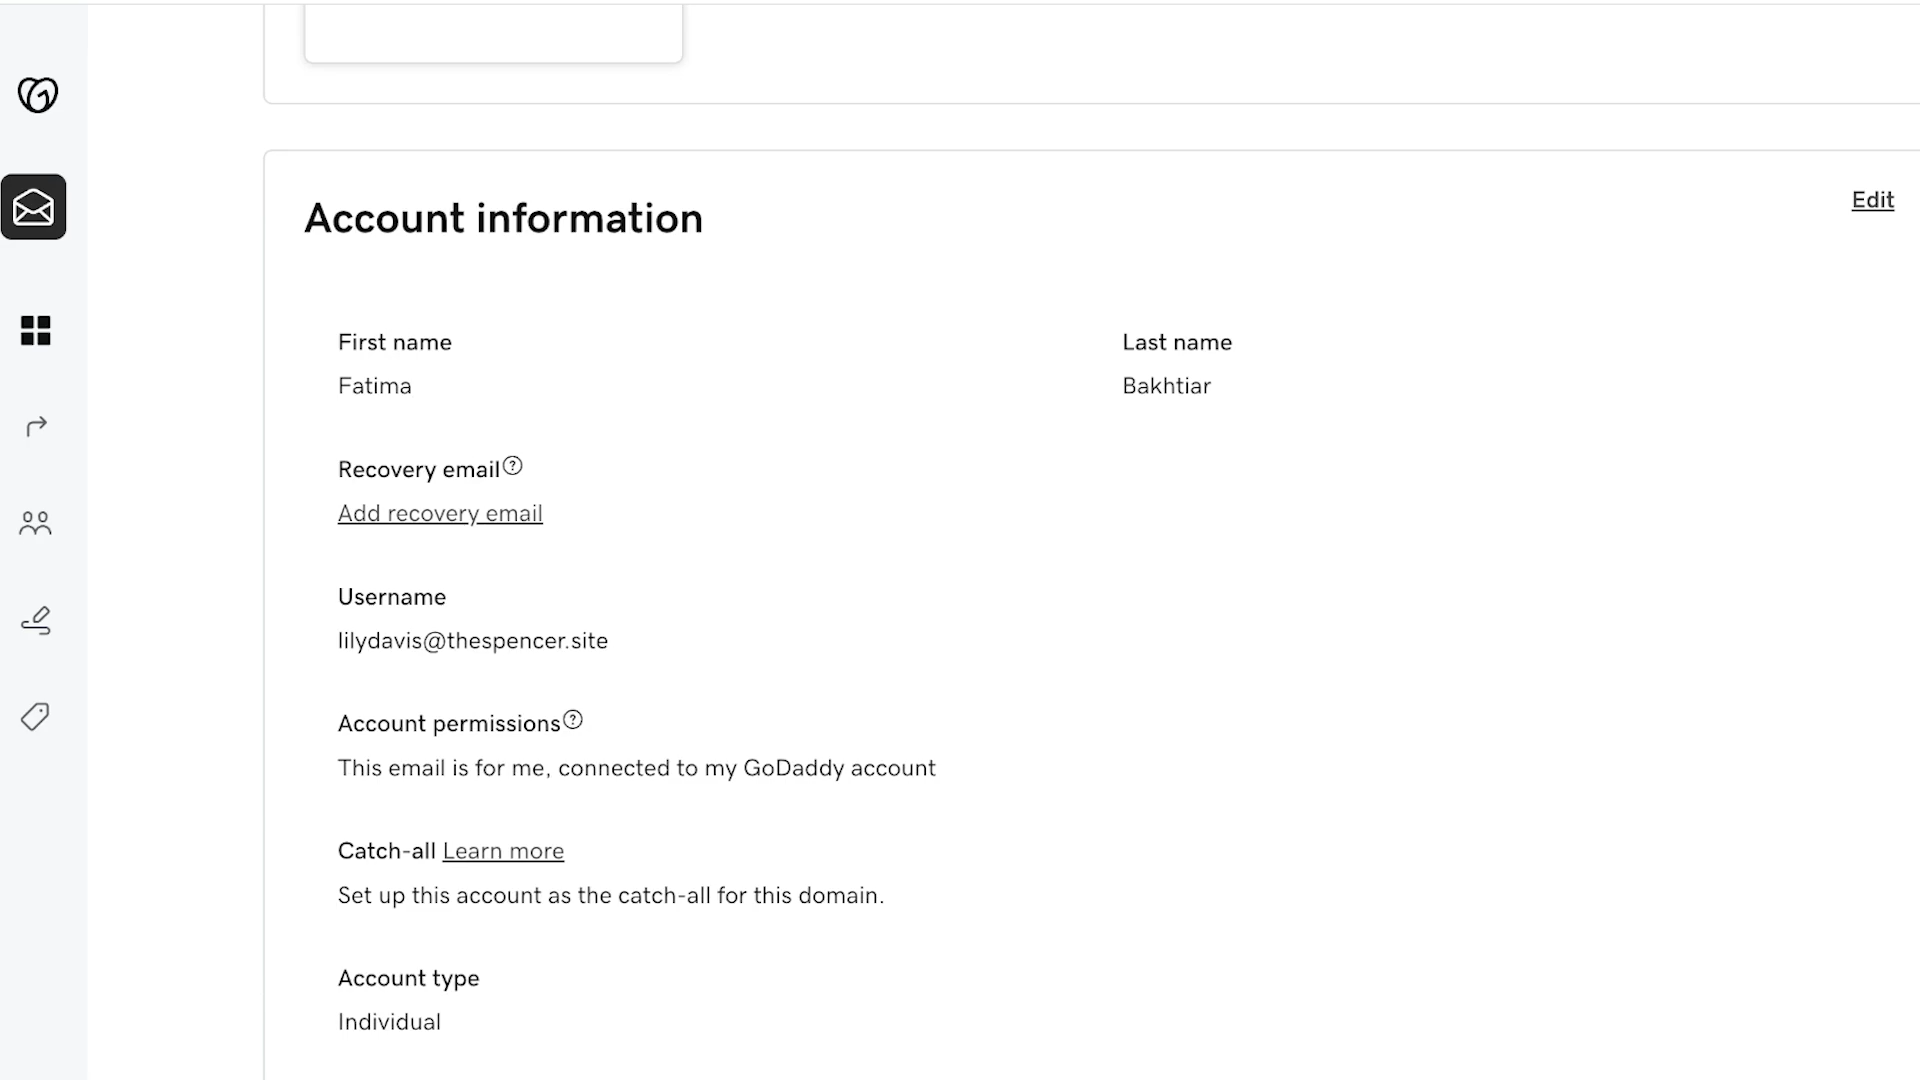 Account information
Edit
First name
Last name
Fatima
Bakhtiar
Recovery email
Add recovery email
Username
lilydavis@thespencer.site
Account permissions
This email is for me, connected to my GoDaddy account
Catch-all Learn more
Set up this account as the catch-all for this domain.
Account type
Individual